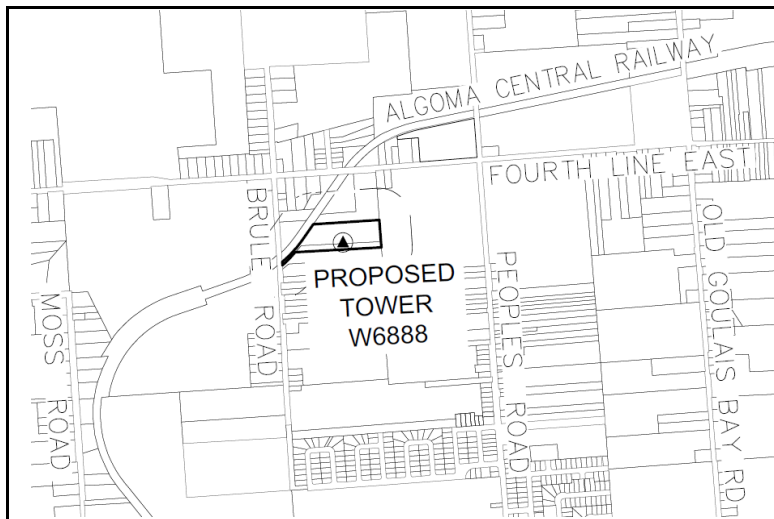 ALGOMA CENTRAL RAILWAY
FOURTH LINE EAST
BRULE ROAD
PROPOSED
TOWER
W6888
MOSS ROAD
PEOPLES ROAD
OLD GOULAIS BAY RD